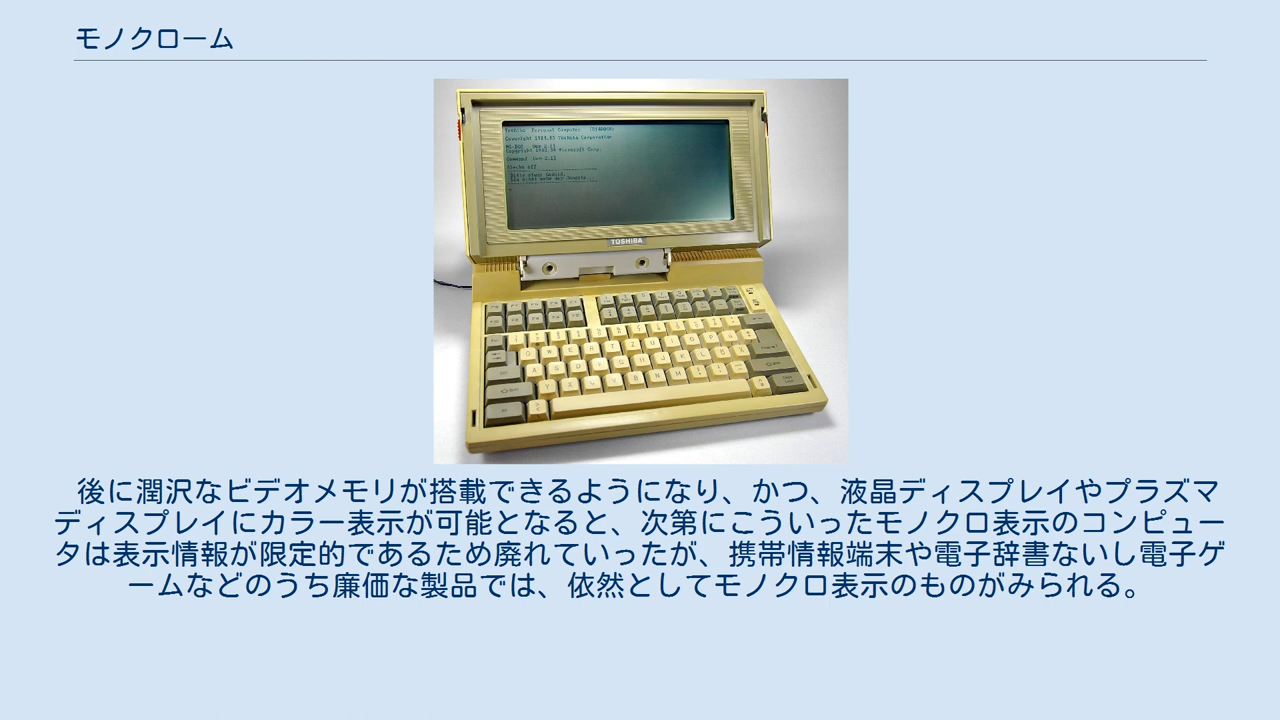 モノクローム
Toshiba Personal Computer
TOSHIBA
後に潤沢なビデオメモリが搭載できるようになり、かつ、液晶ディスプレイやプラズマ
ディスプレイにカラー表示が可能となると、次第にこういったモノクロ表示のコンピュー
タは表示情報が限定的であるため廃れていったが、携帯情報端末や電子辞書ないし電子ゲ
ームなどのうち廉価な製品では、依然としてモノクロ表示のものがみられる。